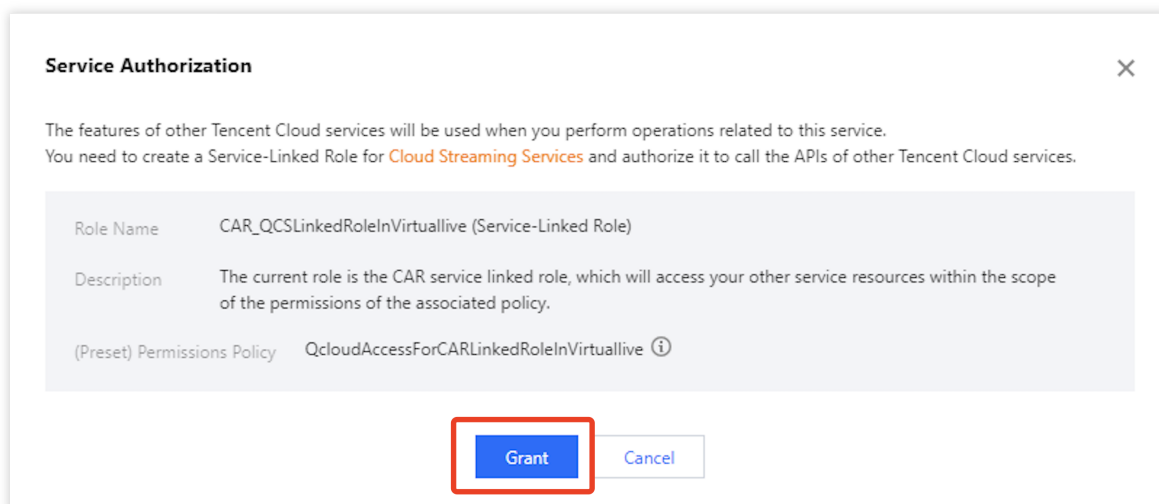 Service Authorization
The features of other Tencent Cloud services will be used when you perform operations related to this service.
You need to create a Service-Linked Role for Cloud Streaming Services and authorize it to call the APIs of other Tencent Cloud services.
Role Name CAR_QCSLinkedRoleInVirtuallive (Service-Linked Role)
Description The current role is the CAR service linked role, which will access your other service resources within the scope
of the permissions of the associated policy.
(Preset) Permissions Policy QcloudAccessForCARLinkedRoleInVirtuallive
Grant Cancel